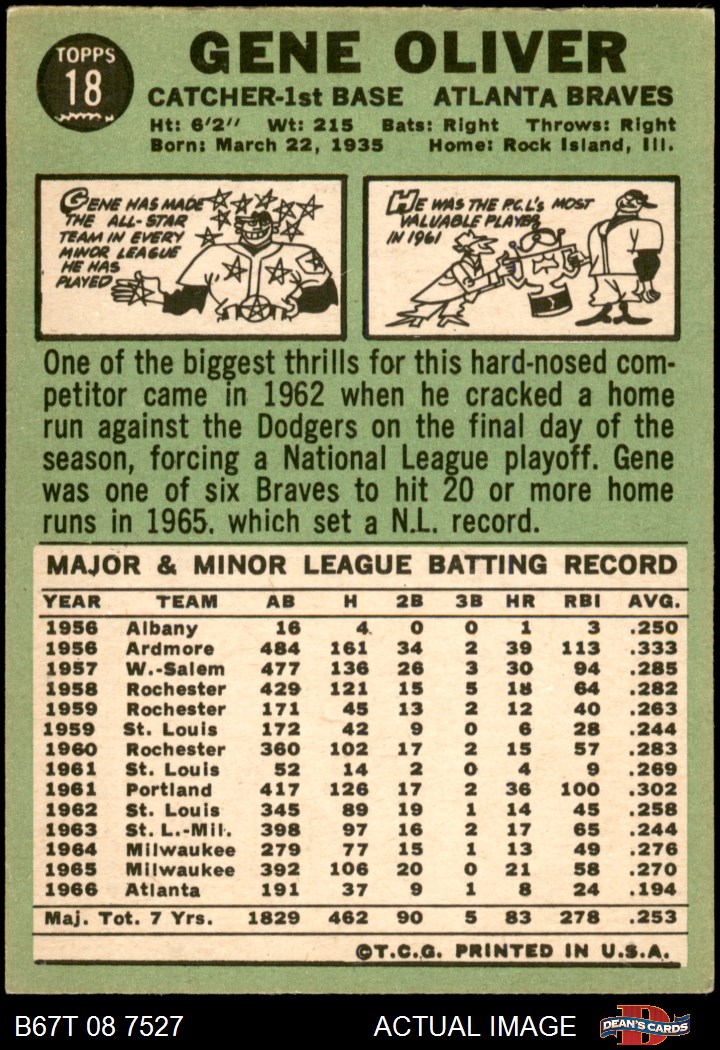 TOPPS
18
GENE OLIVER
CATCHER-1st BASE ATLANTA BRAVES
Ht: 6'2" Wt: 215 Bats: Right Throws: Right
Born: March 22, 1935 Home: Rock Island, Ill.
GENE HAS MADE
THE ALL-STAR
TEAM IN EVERY
MINOR LEAGUE
HE HAS
PLAYED
HE WAS THE P.C.L'S MOST
VALUABLE PLAYER
IN 1961
One of the biggest thrills for this hard-nosed com-
petitor came in 1962 when he cracked a home
run against the Dodgers on the final day of the
season, forcing a National League playoff. Gene
was one of six Braves to hit 20 or more home
runs in 1965. which set a N.L. record.
MAJOR & MINOR LEAGUE BATTING RECORD
YEAR TEAM AB H 2B 3B HR RBI AVG.
1956 Albany 16 4 0 0 1 3 .250
1956 Ardmore 484 161 34 2 39 113 .333
1957 W.-Salem 477 136 26 3 30 94 .285
1958 Rochester 429 121 15 5 18 64 .282
1959 Rochester 171 45 13 2 12 40 .263
1959 St. Louis 172 42 9 0 6 28 .244
1960 Rochester 360 102 17 2 15 57 .283
1961 St. Louis 52 14 2 0 4 9 .269
1961 Portland 417 126 17 2 36 100 .302
1962 St. Louis 345 89 19 1 14 45 .258
1963 St. L.-Mil. 398 97 16 2 17 65 .244
1964 Milwaukee 279 77 15 1 13 49 .276
1965 Milwaukee 392 106 20 0 21 58 .270
1966 Atlanta 191 37 9 1 8 24 .194
Maj. Tot. 7 Yrs. 1829 462 90 5 83 278 .253
©T.C.G. PRINTED IN U.S.A.
B67T 08 7527 ACTUAL IMAGE D DEAN'S CARDS